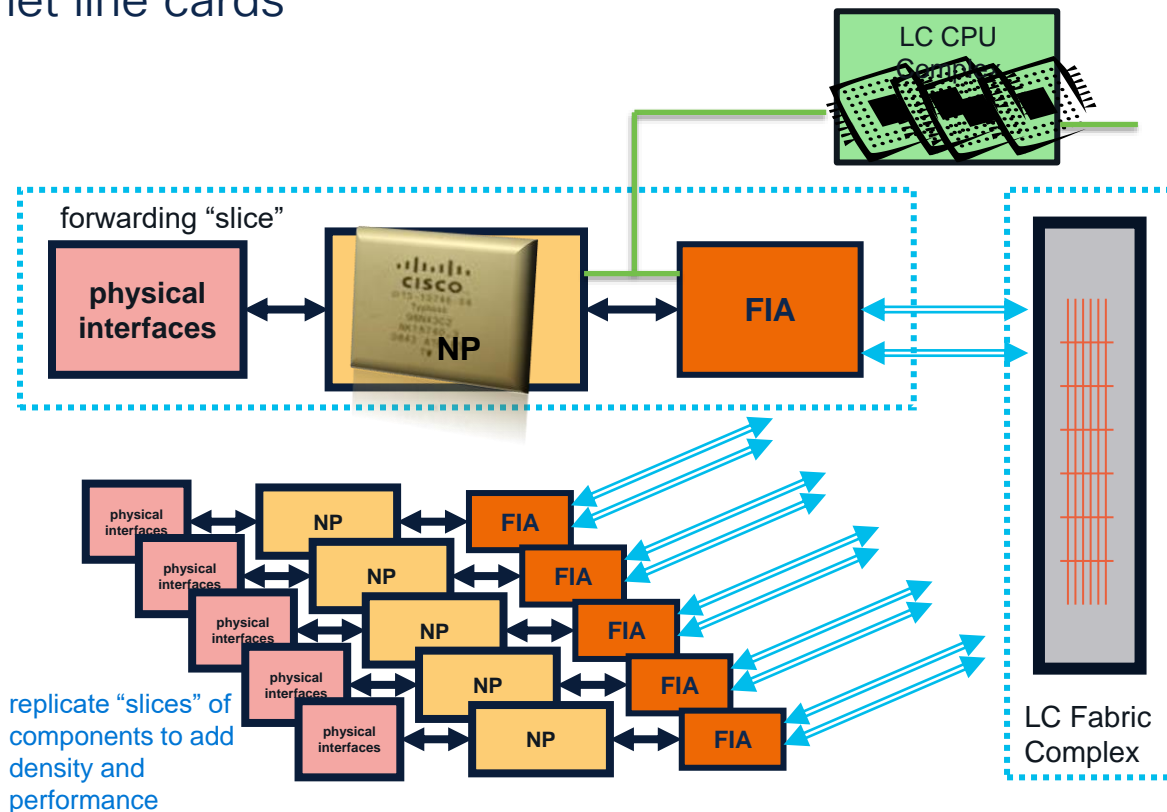 net line cards
LC CPU
Complex
forwarding “slice”
physical
interfaces
CISCO
NP
FIA
physical
interfaces
NP
FIA
physical
interfaces
NP
FIA
physical
interfaces
NP
FIA
physical
interfaces
NP
FIA
physical
interfaces
NP
FIA
replicate “slices” of
components to add
density and
performance
LC Fabric
Complex